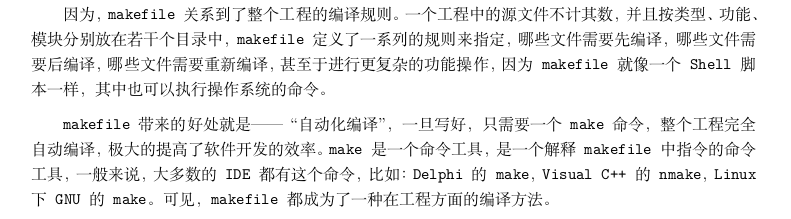 因为，makefile 关系到了整个工程的编译规则。一个工程中的源文件不计其数，并且按类型、功能、
模块分别放在若干个目录中，makefile 定义了一系列的规则来指定，哪些文件需要先编译，哪些文件需
要后编译，哪些文件需要重新编译，甚至于进行更复杂的功能操作，因为 makefile 就像一个 Shell 脚
本一样，其中也可以执行操作系统的命令。
makefile 带来的好处就是——“自动化编译”，一旦写好，只需要一个 make 命令，整个工程完全
自动编译，极大的提高了软件开发的效率。make 是一个命令工具，是一个解释 makefile 中指令的命令
工具，一般来说，大多数的 IDE 都有这个命令，比如：Delphi 的 make，Visual C++ 的 nmake，Linux
下 GNU 的 make。可见，makefile 都成为了一种在工程方面的编译方法。